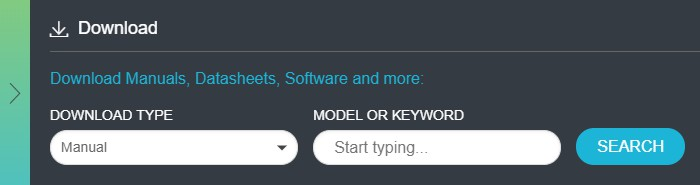 Download
Download Manuals, Datasheets, Software and more:
DOWNLOAD TYPE
MODEL OR KEYWORD
Manual
Start typing...
SEARCH